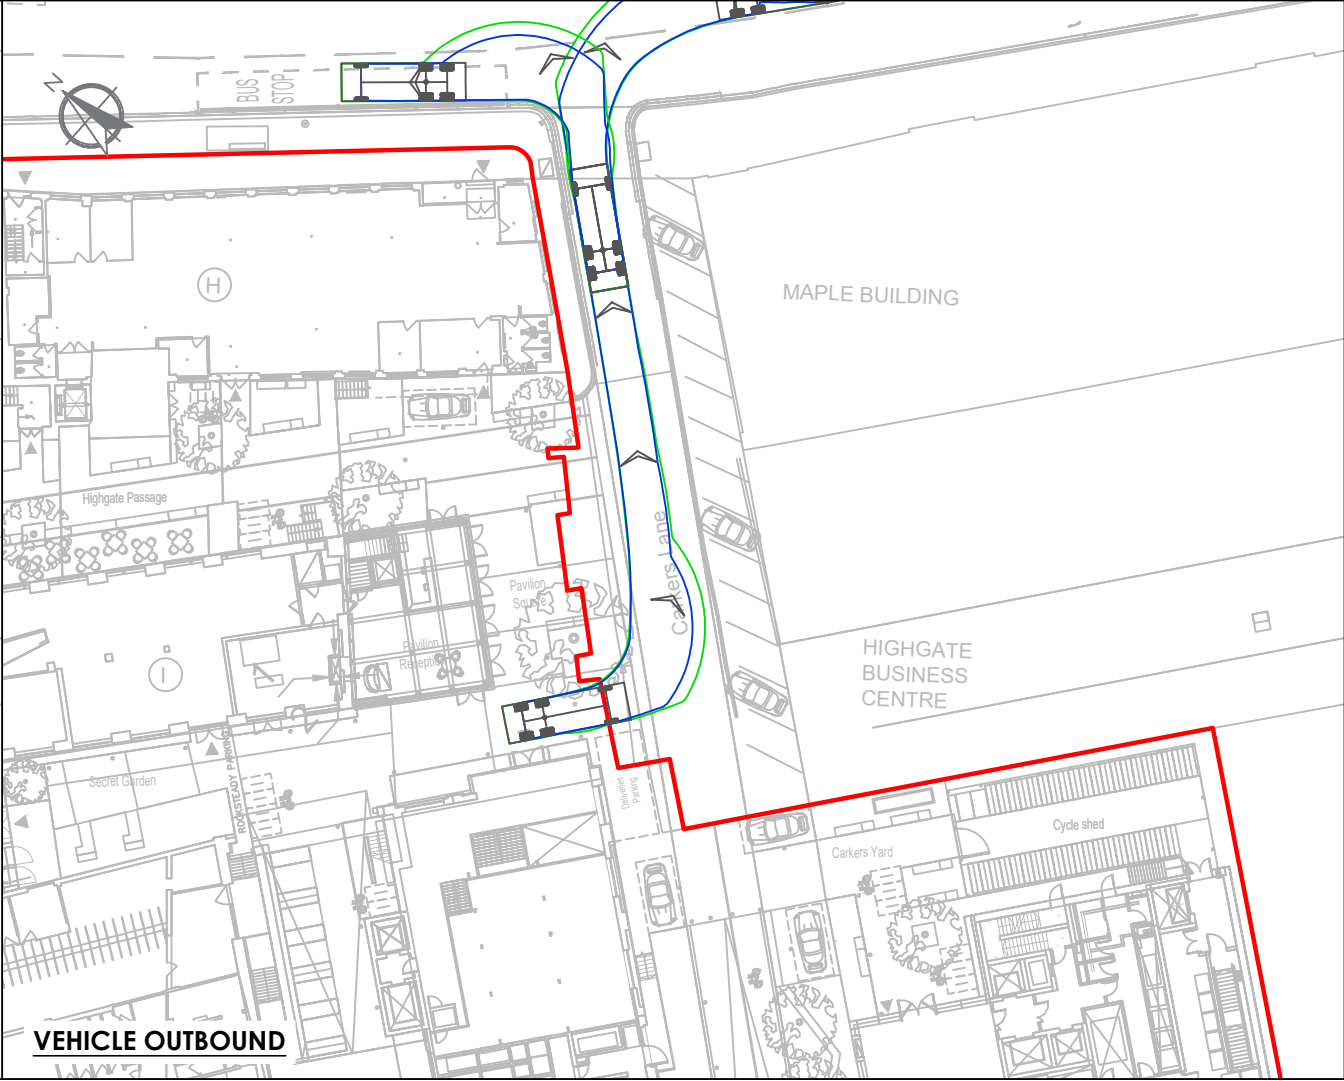 BUS
STOP
N
H
MAPLE BUILDING
Highgate Passage
Carkers Lane
Pavilion
Square
Pavilion
Reception
I
HIGHGATE
BUSINESS
CENTRE
Secret Garden
ROCKSTEADY PARKING
Deliveries
Parking
Cycle shed
Carkers Yard
VEHICLE OUTBOUND